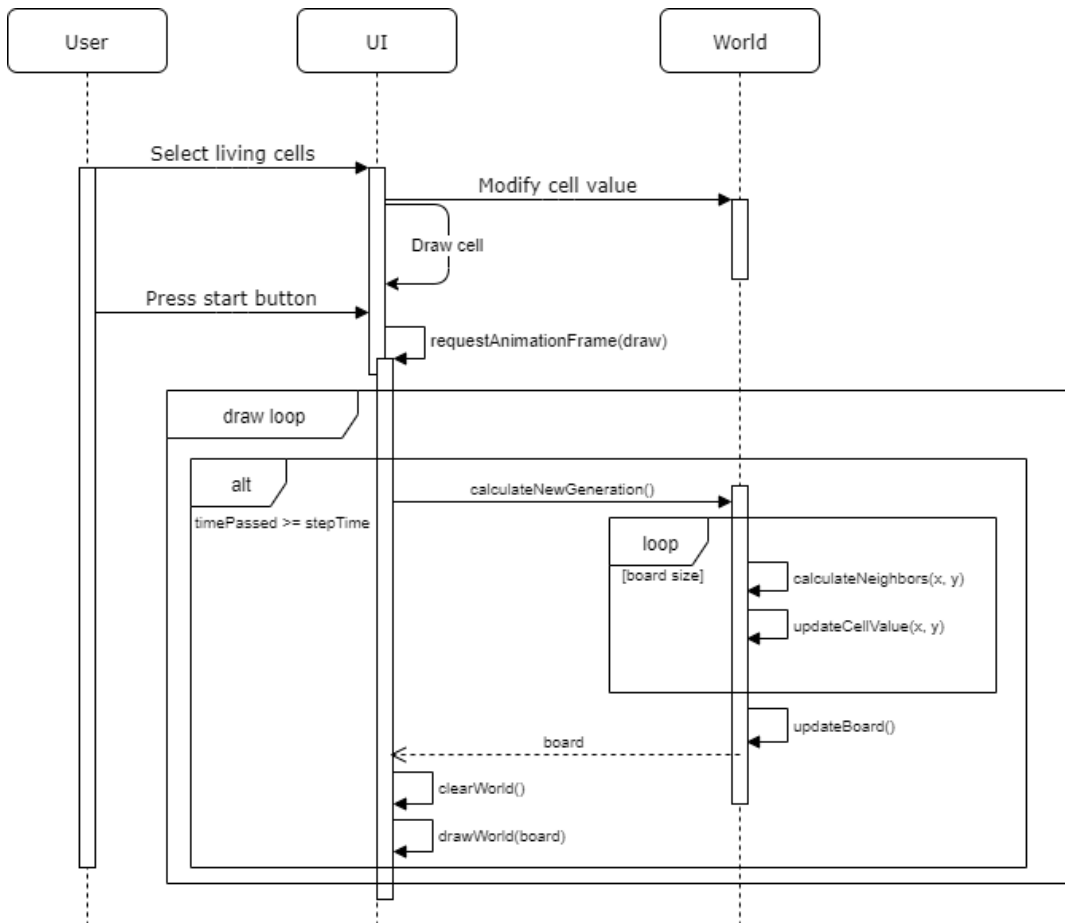 User
UI
World
Select living cells
Modify cell value
Draw cell
Press start button
requestAnimationFrame(draw)
draw loop
alt
timePassed >= stepTime
calculateNewGeneration()
loop
[board size]
calculateNeighbors(x, y)
updateCellValue(x, y)
updateBoard()
board
clearWorld()
drawWorld(board)